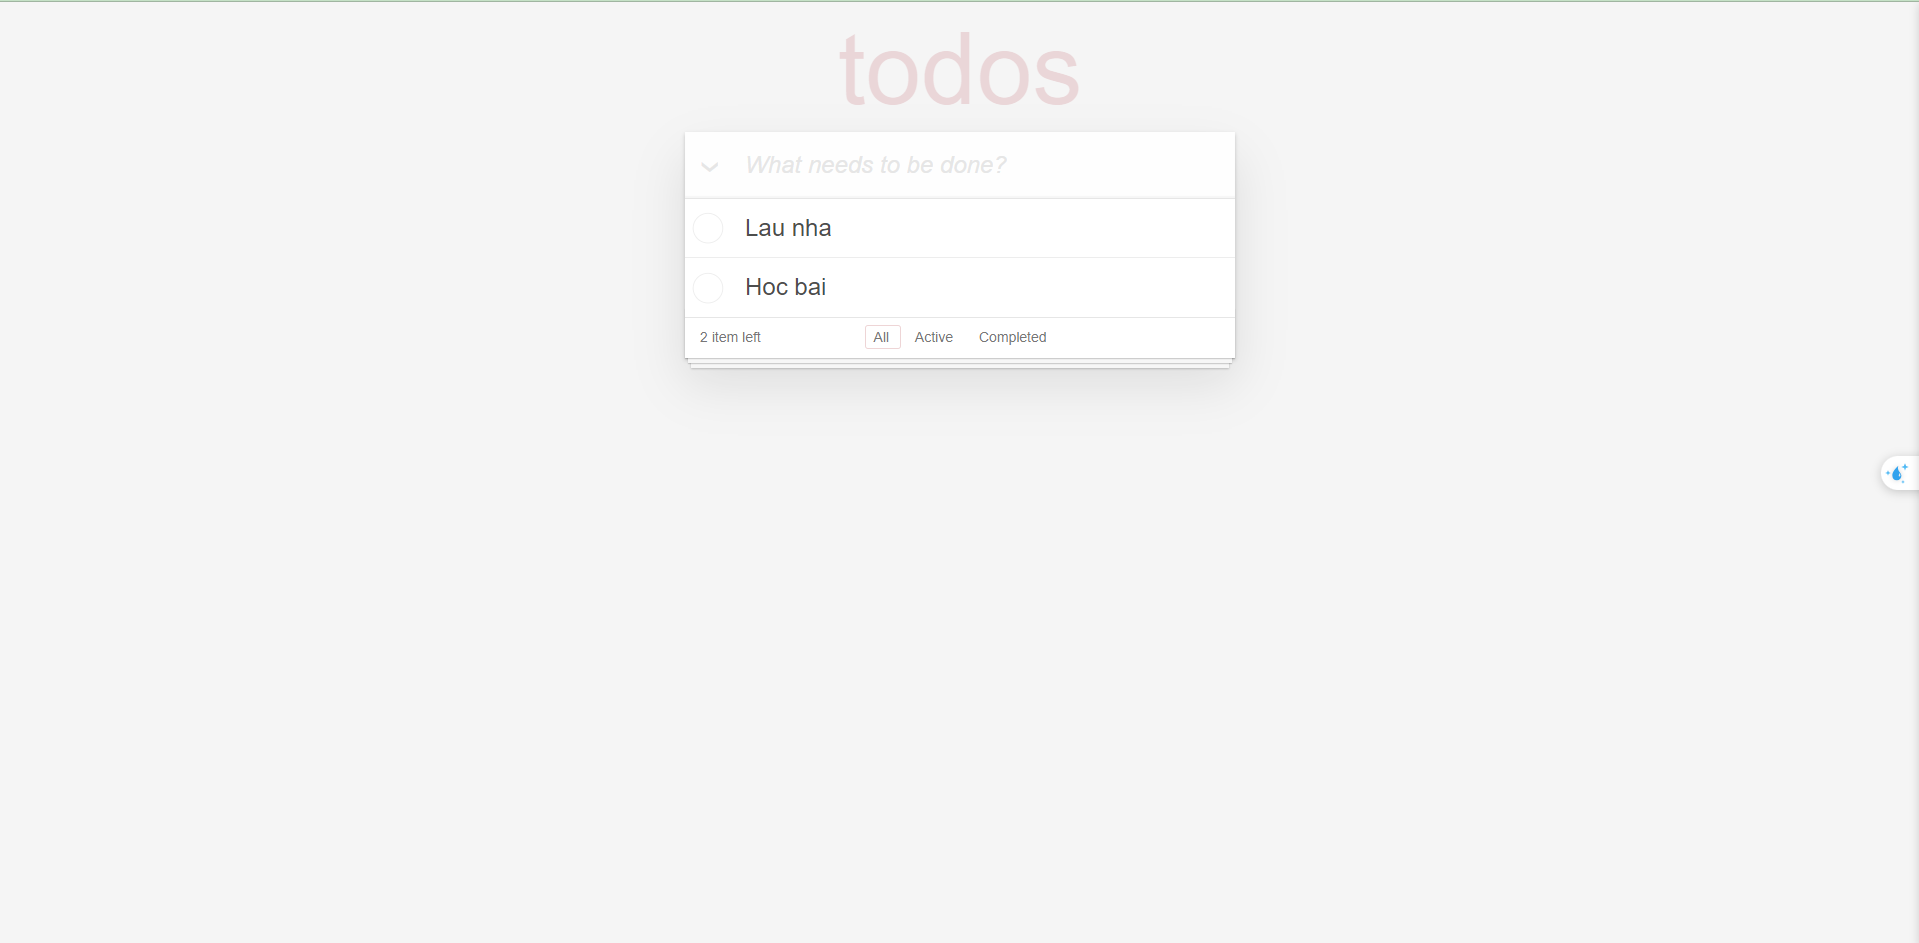 todos
What needs to be done?
Lau nha
Hoc bai
2 item left All Active Completed